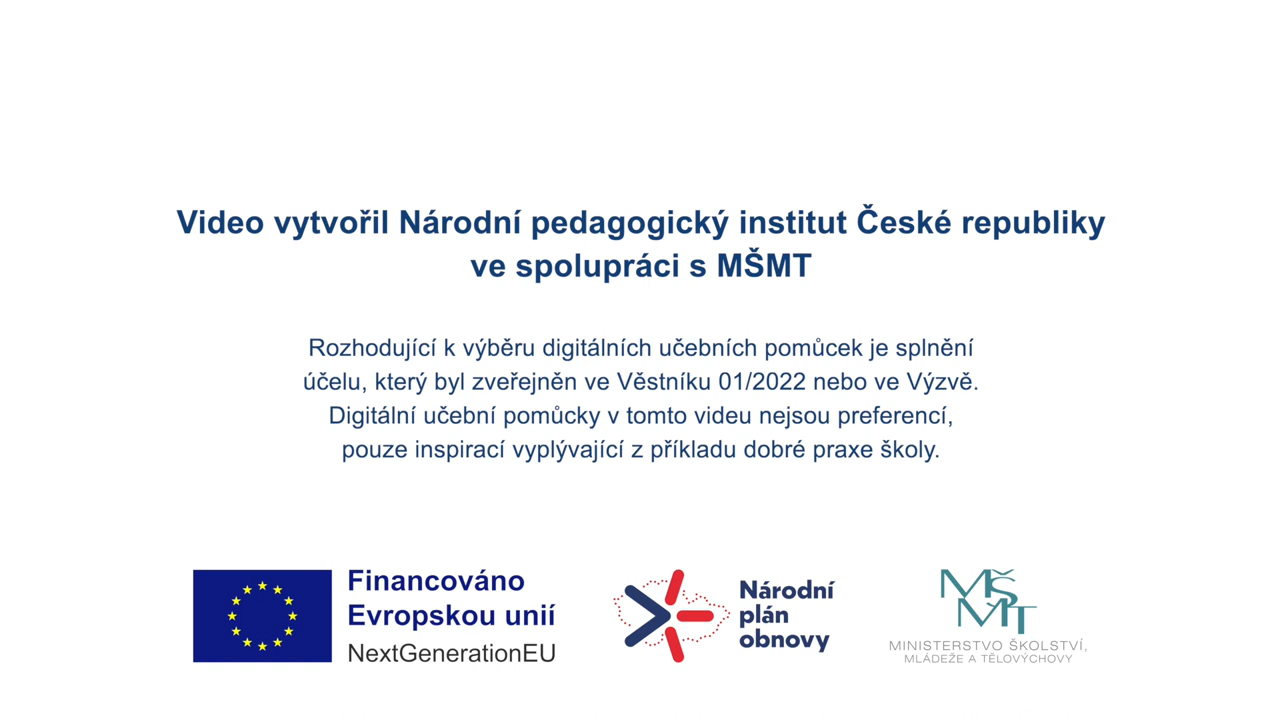 Video vytvořil Národní pedagogický institut České republiky
ve spolupráci s MŠMT
Rozhodující k výběru digitálních učebních pomůcek je splnění
účelu, který byl zveřejněn ve Věstníku 01/2022 nebo ve Výzvě.
Digitální učební pomůcky v tomto videu nejsou preferencí,
pouze inspirací vyplývající z příkladu dobré praxe školy.
Financováno
Evropskou unií
NextGenerationEU
Národní
plán
obnovy
MŠMT
MINISTERSTVO ŠKOLSTVÍ,
MLÁDEŽE A TĚLOVÝCHOVY